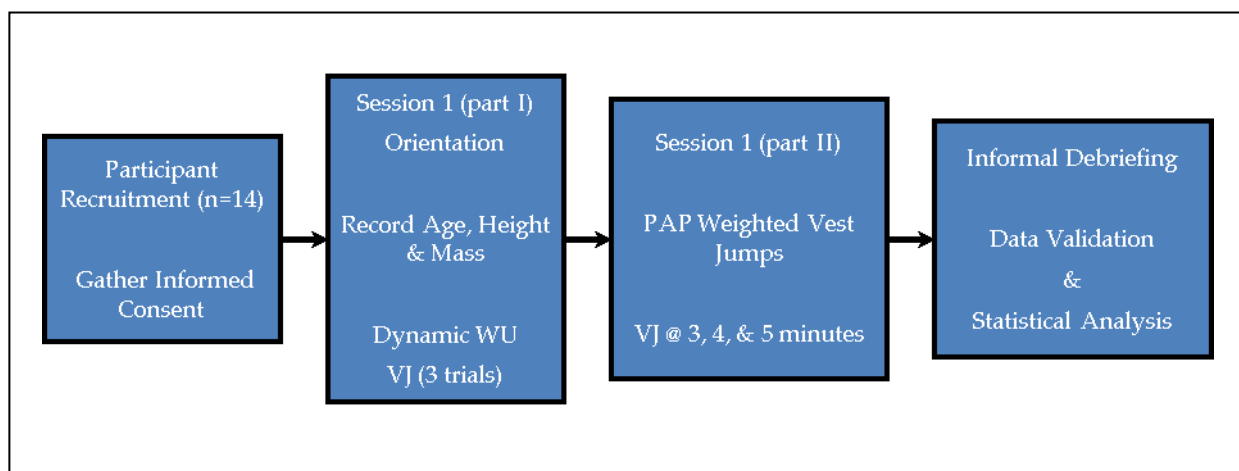 Participant
Recruitment (n=14)
Gather Informed
Consent
Session 1 (part I)
Orientation
Record Age, Height
& Mass
Dynamic WU
VJ (3 trials)
Session 1 (part II)
PAP Weighted Vest
Jumps
VJ @ 3, 4, & 5 minutes
Informal Debriefing
Data Validation
&
Statistical Analysis